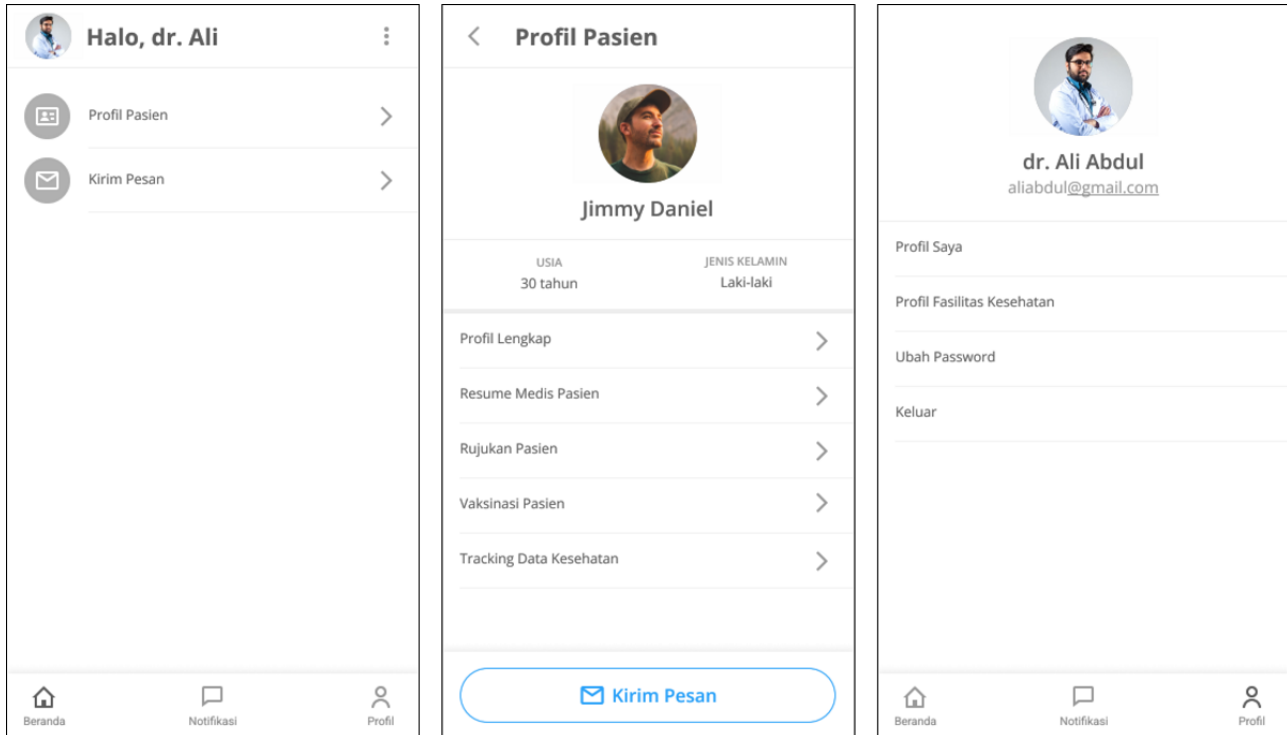 Halo, dr. Ali
Profil Pasien
Kirim Pesan
Beranda
Notifikasi
Profil
Profil Pasien
Jimmy Daniel
USIA
JENIS KELAMIN
30 tahun
Laki-laki
Profil Lengkap
Resume Medis Pasien
Rujukan Pasien
Vaksinasi Pasien
Tracking Data Kesehatan
Kirim Pesan
dr. Ali Abdul
aliabdul@gmail.com
Profil Saya
Profil Fasilitas Kesehatan
Ubah Password
Keluar
Beranda
Notifikasi
Profil